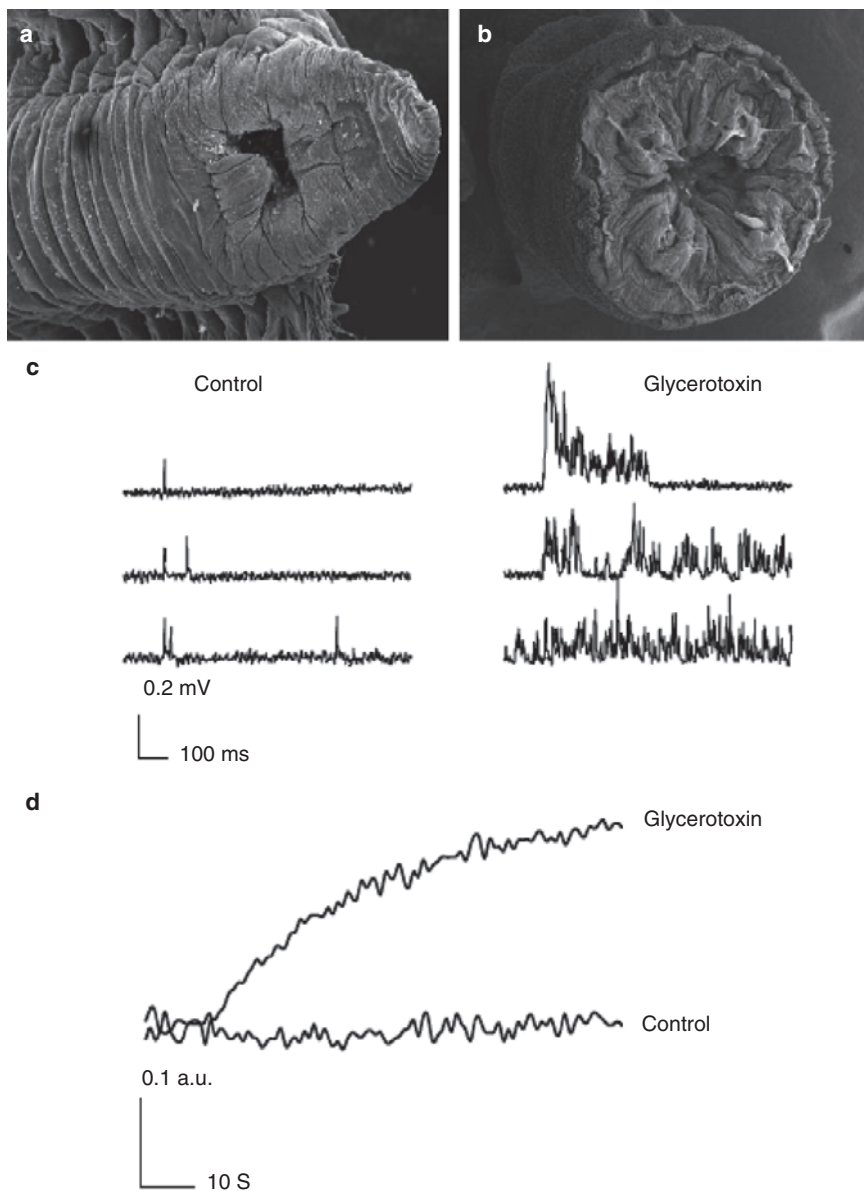 a
b
c
Control
Glycerotoxin
0.2 mV
100 ms
d
Glycerotoxin
Control
0.1 a.u.
10 S